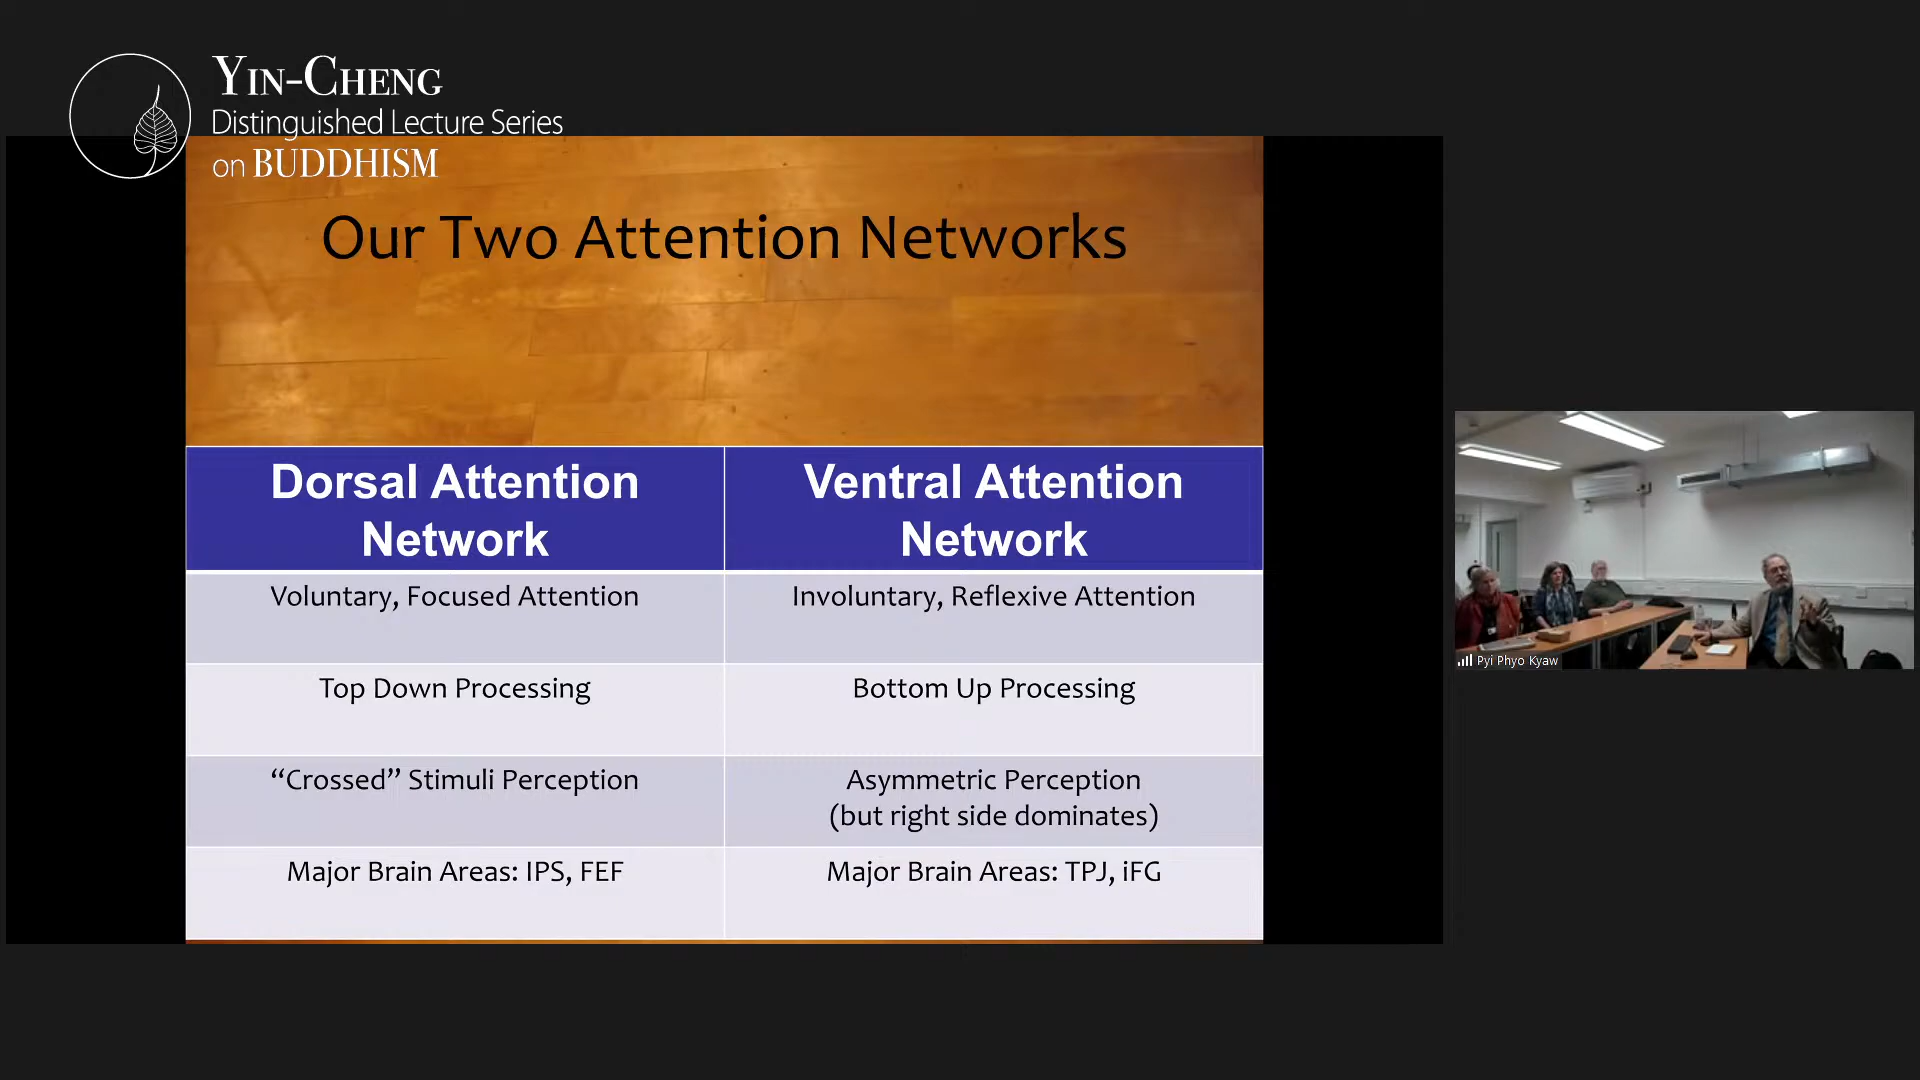 YIN-CHENG
Distinguished Lecture Series
on BUDDHISM
Our Two Attention Networks
Dorsal Attention
Network
Ventral Attention
Network
Voluntary, Focused Attention
Involuntary, Reflexive Attention
Top Down Processing
Bottom Up Processing
“Crossed” Stimuli Perception
Asymmetric Perception
(but right side dominates)
Major Brain Areas: IPS, FEF
Major Brain Areas: TPJ, iFG
Pyi Phyo Kyaw